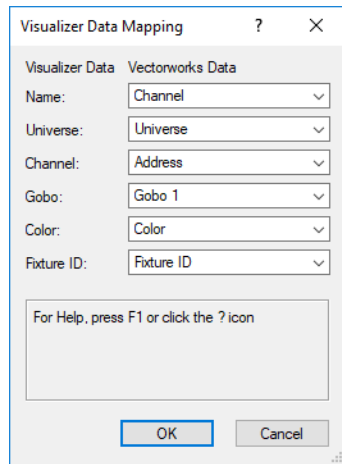 Visualizer Data Mapping ?
Visualizer Data Vectorworks Data
Name: Channel
Universe: Universe
Channel: Address
Gobo: Gobo 1
Color: Color
Fixture ID: Fixture ID
For Help, press F1 or click the ? icon
OK Cancel